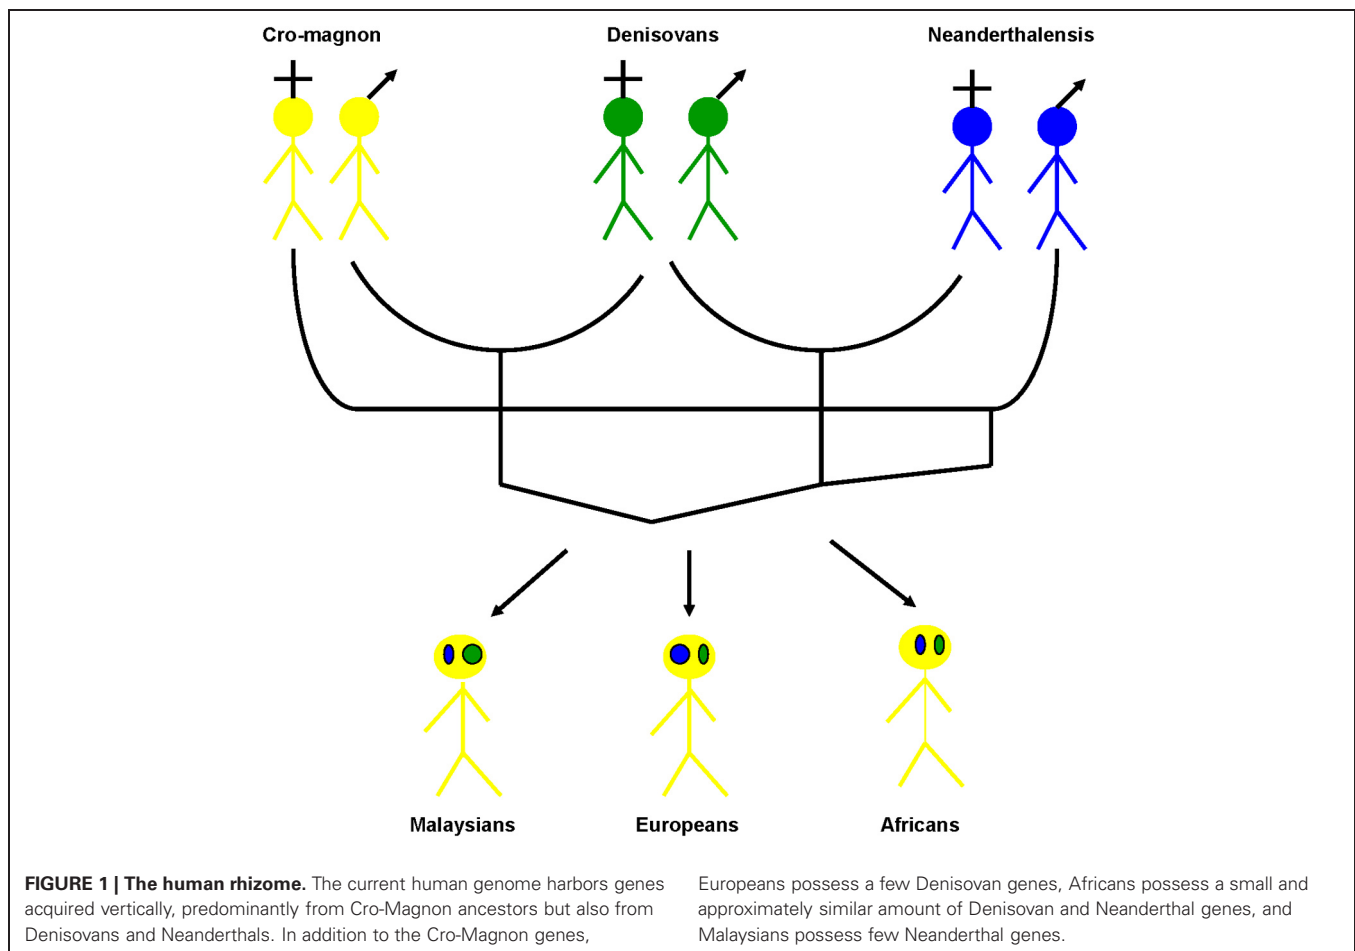 Cro-magnon
Denisovans
Neanderthalensis
Malaysians
Europeans
Africans
FIGURE 1 | The human rhizome. The current human genome harbors genes
acquired vertically, predominantly from Cro-Magnon ancestors but also from
Denisovans and Neanderthals. In addition to the Cro-Magnon genes,
Europeans possess a few Denisovan genes, Africans possess a small and
approximately similar amount of Denisovan and Neanderthal genes, and
Malaysians possess few Neanderthal genes.